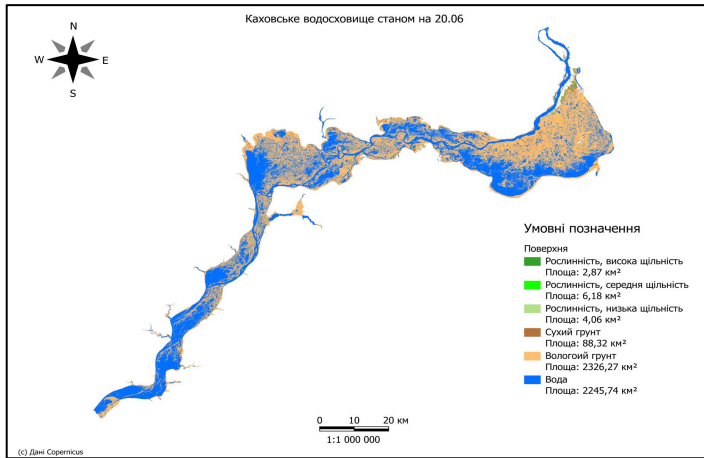 Каховське водосховище станом на 20.06
N
W
E
S
Умовні позначення
Поверхня
Рослинність, висока щільність
Площа: 2,87 км²
Рослинність, середня щільність
Площа: 6,18 км²
Рослинність, низька щільність
Площа: 4,06 км²
Сухий грунт
Площа: 88,32 км²
Вологоий грунт
Площа: 2326,27 км²
Вода
Площа: 2245,74 км²
0 10 20 км
1:1 000 000
(c) Дані Copernicus